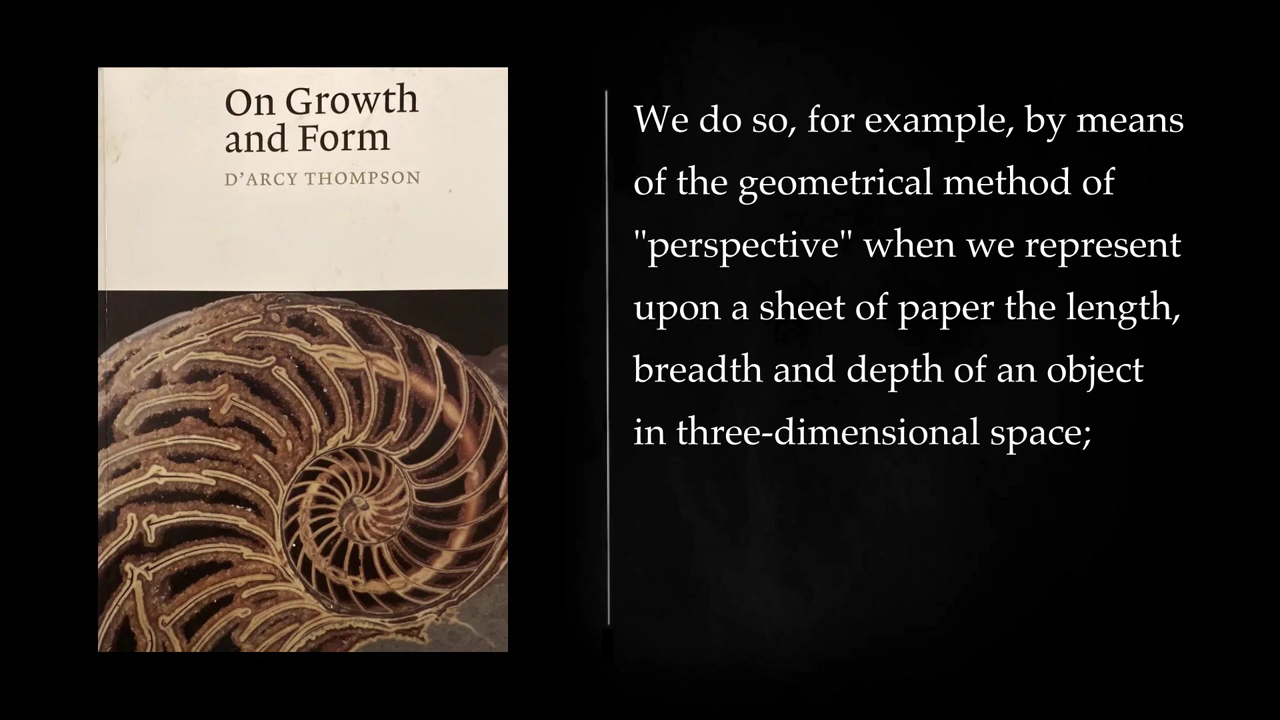 On Growth
and Form
D'ARCY THOMPSON
We do so, for example, by means
of the geometrical method of
"perspective" when we represent
upon a sheet of paper the length,
breadth and depth of an object
in three-dimensional space;